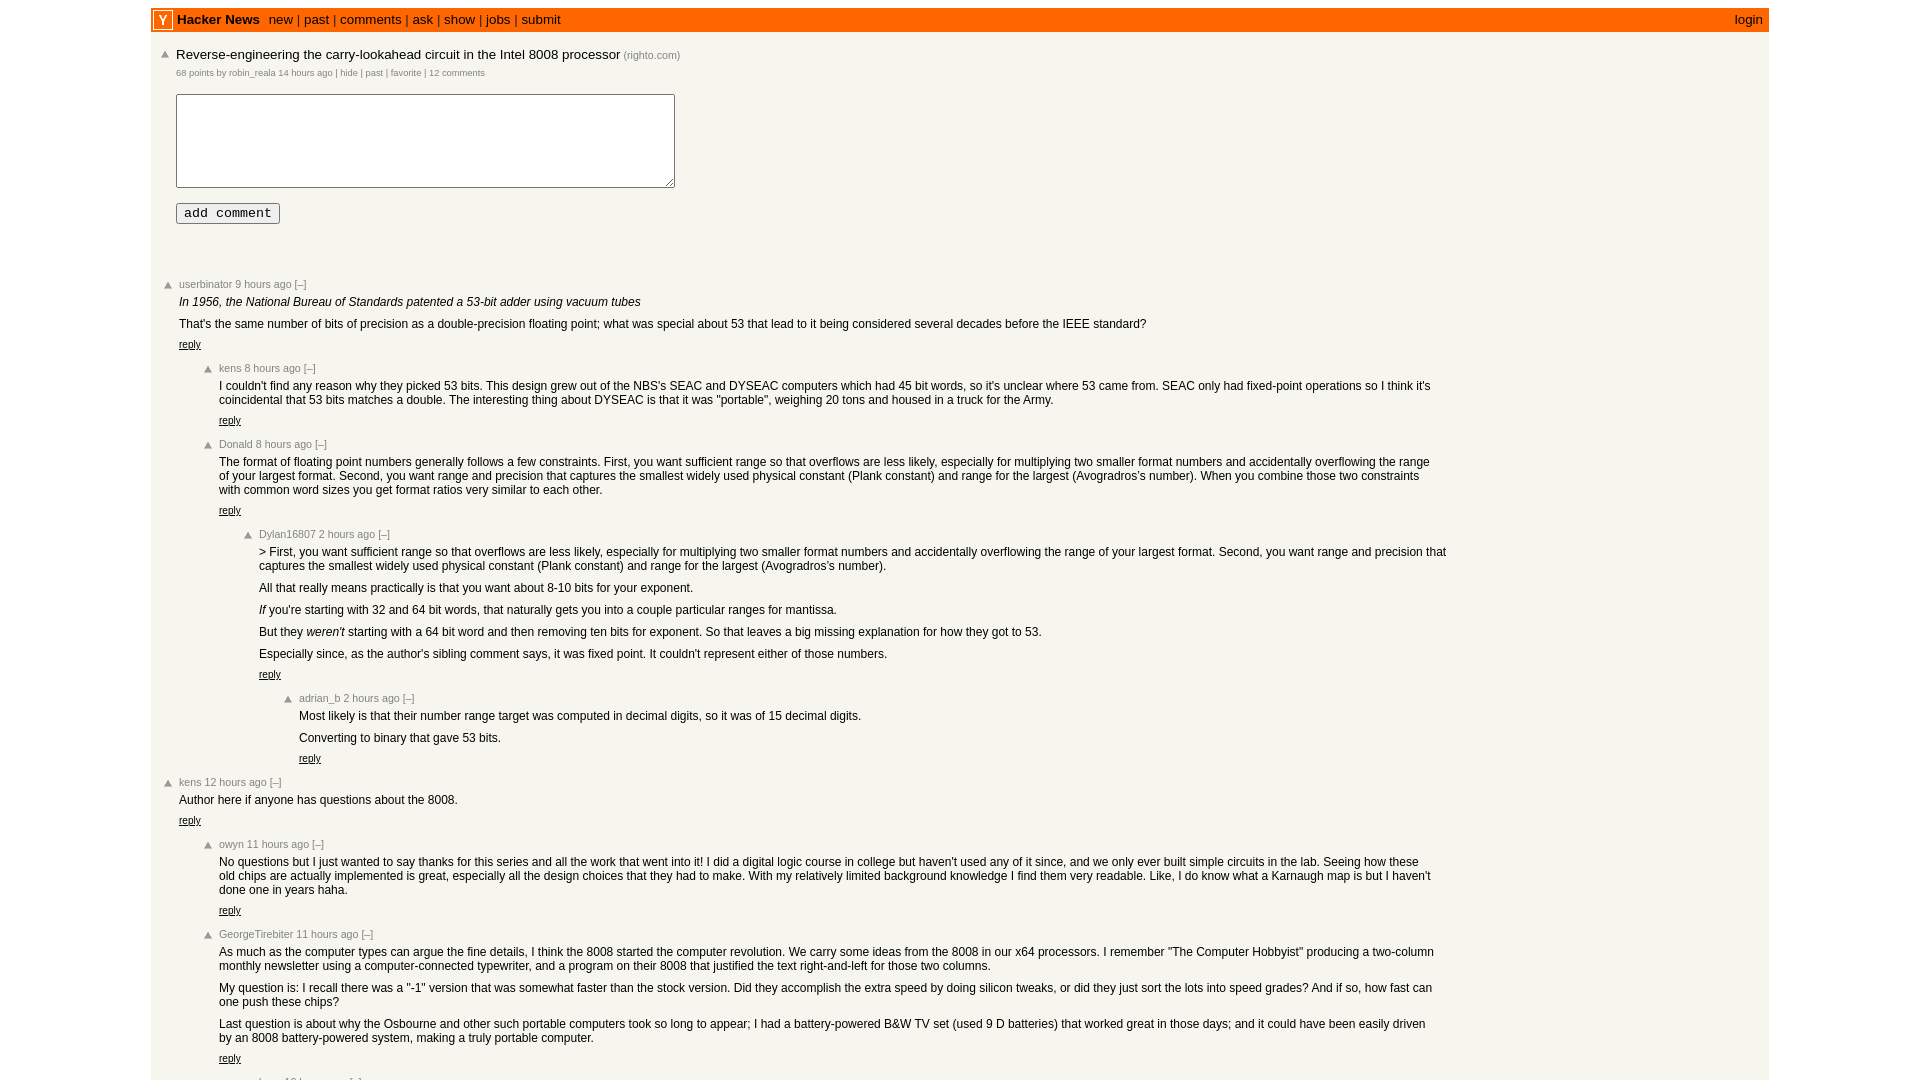 Y Hacker News new | past | comments | ask | show | jobs | submit login
Reverse-engineering the carry-lookahead circuit in the Intel 8008 processor (righto.com)
68 points by robin_reala 14 hours ago | hide | past | favorite | 12 comments
add comment
userbinator 9 hours ago [–]
In 1956, the National Bureau of Standards patented a 53-bit adder using vacuum tubes
That's the same number of bits of precision as a double-precision floating point; what was special about 53 that lead to it being considered several decades before the IEEE standard?
reply
kens 8 hours ago [–]
I couldn't find any reason why they picked 53 bits. This design grew out of the NBS's SEAC and DYSEAC computers which had 45 bit words, so it's unclear where 53 came from. SEAC only had fixed-point operations so I think it's
coincidental that 53 bits matches a double. The interesting thing about DYSEAC is that it was "portable", weighing 20 tons and housed in a truck for the Army.
reply
Donald 8 hours ago [–]
The format of floating point numbers generally follows a few constraints. First, you want sufficient range so that overflows are less likely, especially for multiplying two smaller format numbers and accidentally overflowing the range
of your largest format. Second, you want range and precision that captures the smallest widely used physical constant (Plank constant) and range for the largest (Avogradros’s number). When you combine those two constraints
with common word sizes you get format ratios very similar to each other.
reply
Dylan16807 2 hours ago [–]
> First, you want sufficient range so that overflows are less likely, especially for multiplying two smaller format numbers and accidentally overflowing the range of your largest format. Second, you want range and precision that
captures the smallest widely used physical constant (Plank constant) and range for the largest (Avogradros’s number).
All that really means practically is that you want about 8-10 bits for your exponent.
If you're starting with 32 and 64 bit words, that naturally gets you into a couple particular ranges for mantissa.
But they weren't starting with a 64 bit word and then removing ten bits for exponent. So that leaves a big missing explanation for how they got to 53.
Especially since, as the author's sibling comment says, it was fixed point. It couldn't represent either of those numbers.
reply
adrian_b 2 hours ago [–]
Most likely is that their number range target was computed in decimal digits, so it was of 15 decimal digits.
Converting to binary that gave 53 bits.
reply
kens 12 hours ago [–]
Author here if anyone has questions about the 8008.
reply
owyn 11 hours ago [–]
No questions but I just wanted to say thanks for this series and all the work that went into it! I did a digital logic course in college but haven't used any of it since, and we only ever built simple circuits in the lab. Seeing how these
old chips are actually implemented is great, especially all the design choices that they had to make. With my relatively limited background knowledge I find them very readable. Like, I do know what a Karnaugh map is but I haven't
done one in years haha.
reply
GeorgeTirebiter 11 hours ago [–]
As much as the computer types can argue the fine details, I think the 8008 started the computer revolution. We carry some ideas from the 8008 in our x64 processors. I remember "The Computer Hobbyist" producing a two-column
monthly newsletter using a computer-connected typewriter, and a program on their 8008 that justified the text right-and-left for those two columns.
My question is: I recall there was a "-1" version that was somewhat faster than the stock version. Did they accomplish the extra speed by doing silicon tweaks, or did they just sort the lots into speed grades? And if so, how fast can
one push these chips?
Last question is about why the Osbourne and other such portable computers took so long to appear; I had a battery-powered B&W TV set (used 9 D batteries) that worked great in those days; and it could have been easily driven
by an 8008 battery-powered system, making a truly portable computer.
reply